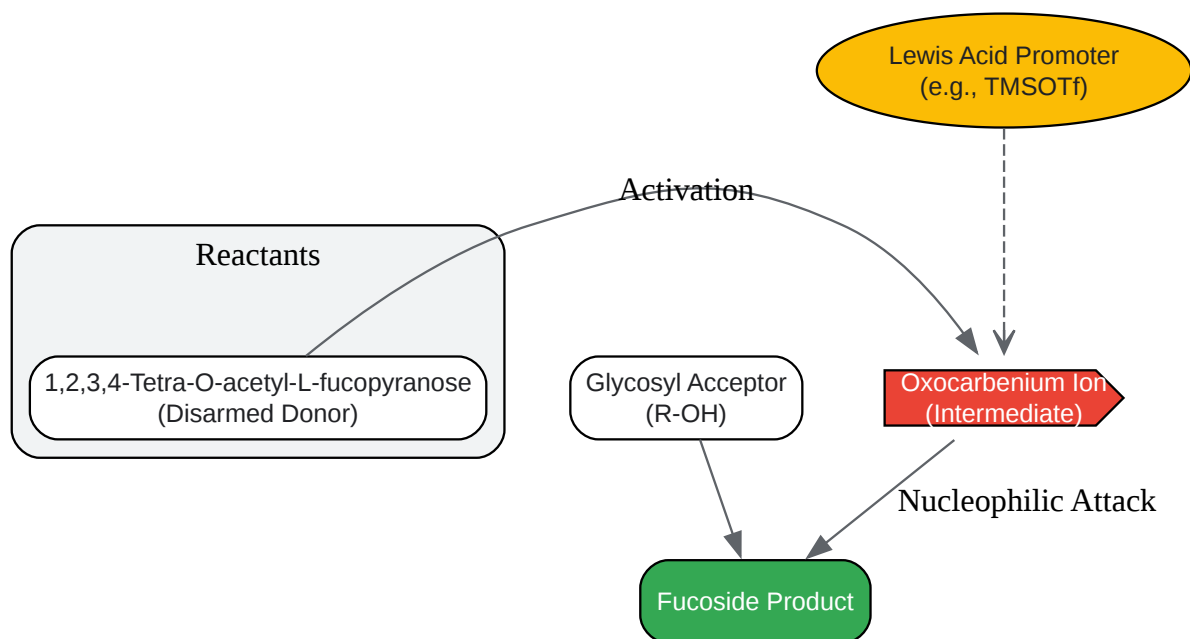 Lewis Acid Promoter
(e.g., TMSOTf)
Activation
Reactants
1,2,3,4-Tetra-O-acetyl-L-fucopyranose
(Disarmed Donor)
Glycosyl Acceptor
(R-OH)
Oxocarbenium Ion
(Intermediate)
Nucleophilic Attack
Fucoside Product